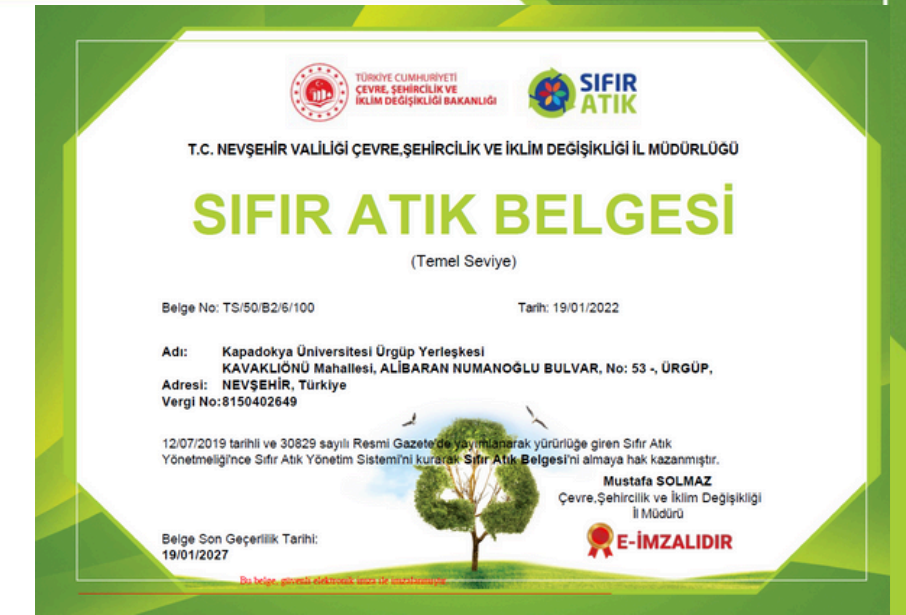 TÜRKİYE CUMHURİYETİ
ÇEVRE, ŞEHİRCİLİK VE
İKLİM DEĞİŞİKLİĞİ BAKANLIĞI
SIFIR
ATIK
T.C. NEVŞEHİR VALİLİĞİ ÇEVRE,ŞEHİRCİLİK VE İKLİM DEĞİŞİKLİĞİ İL MÜDÜRLÜĞÜ
SIFIR ATIK BELGESİ
(Temel Seviye)
Belge No: TS/50/B2/6/100 Tarih: 19/01/2022
Adı: Kapadokya Üniversitesi Ürgüp Yerleşkesi
KAVAKLIÖNÜ Mahallesi, ALİBARAN NUMANOĞLU BULVAR, No: 53 -, ÜRGÜP,
Adresi: NEVŞEHİR, Türkiye
Vergi No:8150402649
12/07/2019 tarihli ve 30829 sayılı Resmi Gazete'de yayımlanarak yürürlüğe giren Sıfır Atık
Yönetmeliği'nce Sıfır Atık Yönetim Sistemi'ni kurarak Sıfır Atık Belgesi'ni almaya hak kazanmıştır.
Mustafa SOLMAZ
Çevre,Şehircilik ve İklim Değişikliği
İl Müdürü
E-İMZALIDIR
Belge Son Geçerlilik Tarihi:
19/01/2027
Bu belge, güvenli elektronik imza ile imzalanmıştır.